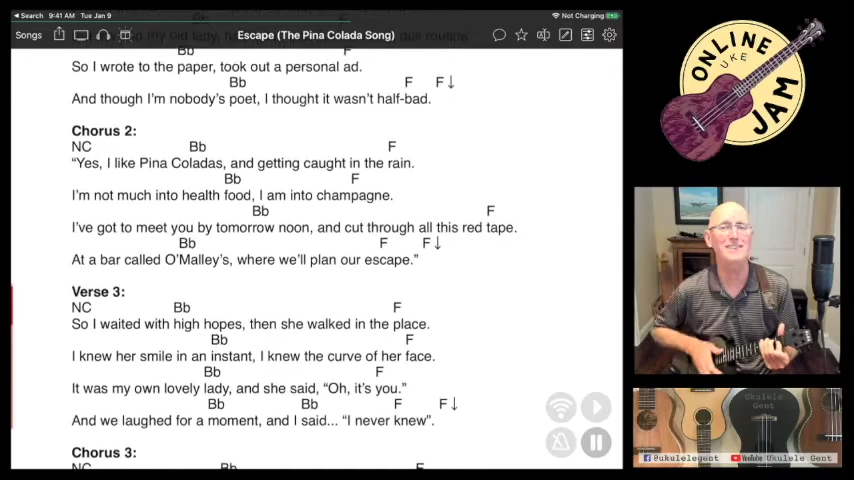 Search 9:41 AM Tue Jan 9
Not Charging
Songs
Escape (The Pina Colada Song)
Bb F
So I wrote to the paper, took out a personal ad.
Bb F F↓
And though I'm nobody's poet, I thought it wasn't half-bad.
Chorus 2:
NC Bb F
"Yes, I like Pina Coladas, and getting caught in the rain.
Bb F
I'm not much into health food, I am into champagne.
Bb F
I've got to meet you by tomorrow noon, and cut through all this red tape.
Bb F F↓
At a bar called O'Malley's, where we'll plan our escape."
Verse 3:
NC Bb F
So I waited with high hopes, then she walked in the place.
Bb F
I knew her smile in an instant, I knew the curve of her face.
Bb F
It was my own lovely lady, and she said, "Oh, it's you."
Bb Bb F F↓
And we laughed for a moment, and I said... "I never knew".
Chorus 3:
NC Bb F
ONLINE
UKE
JAM
Ukulele
Gent
@ukulelegent
YouTube Ukulele Gent